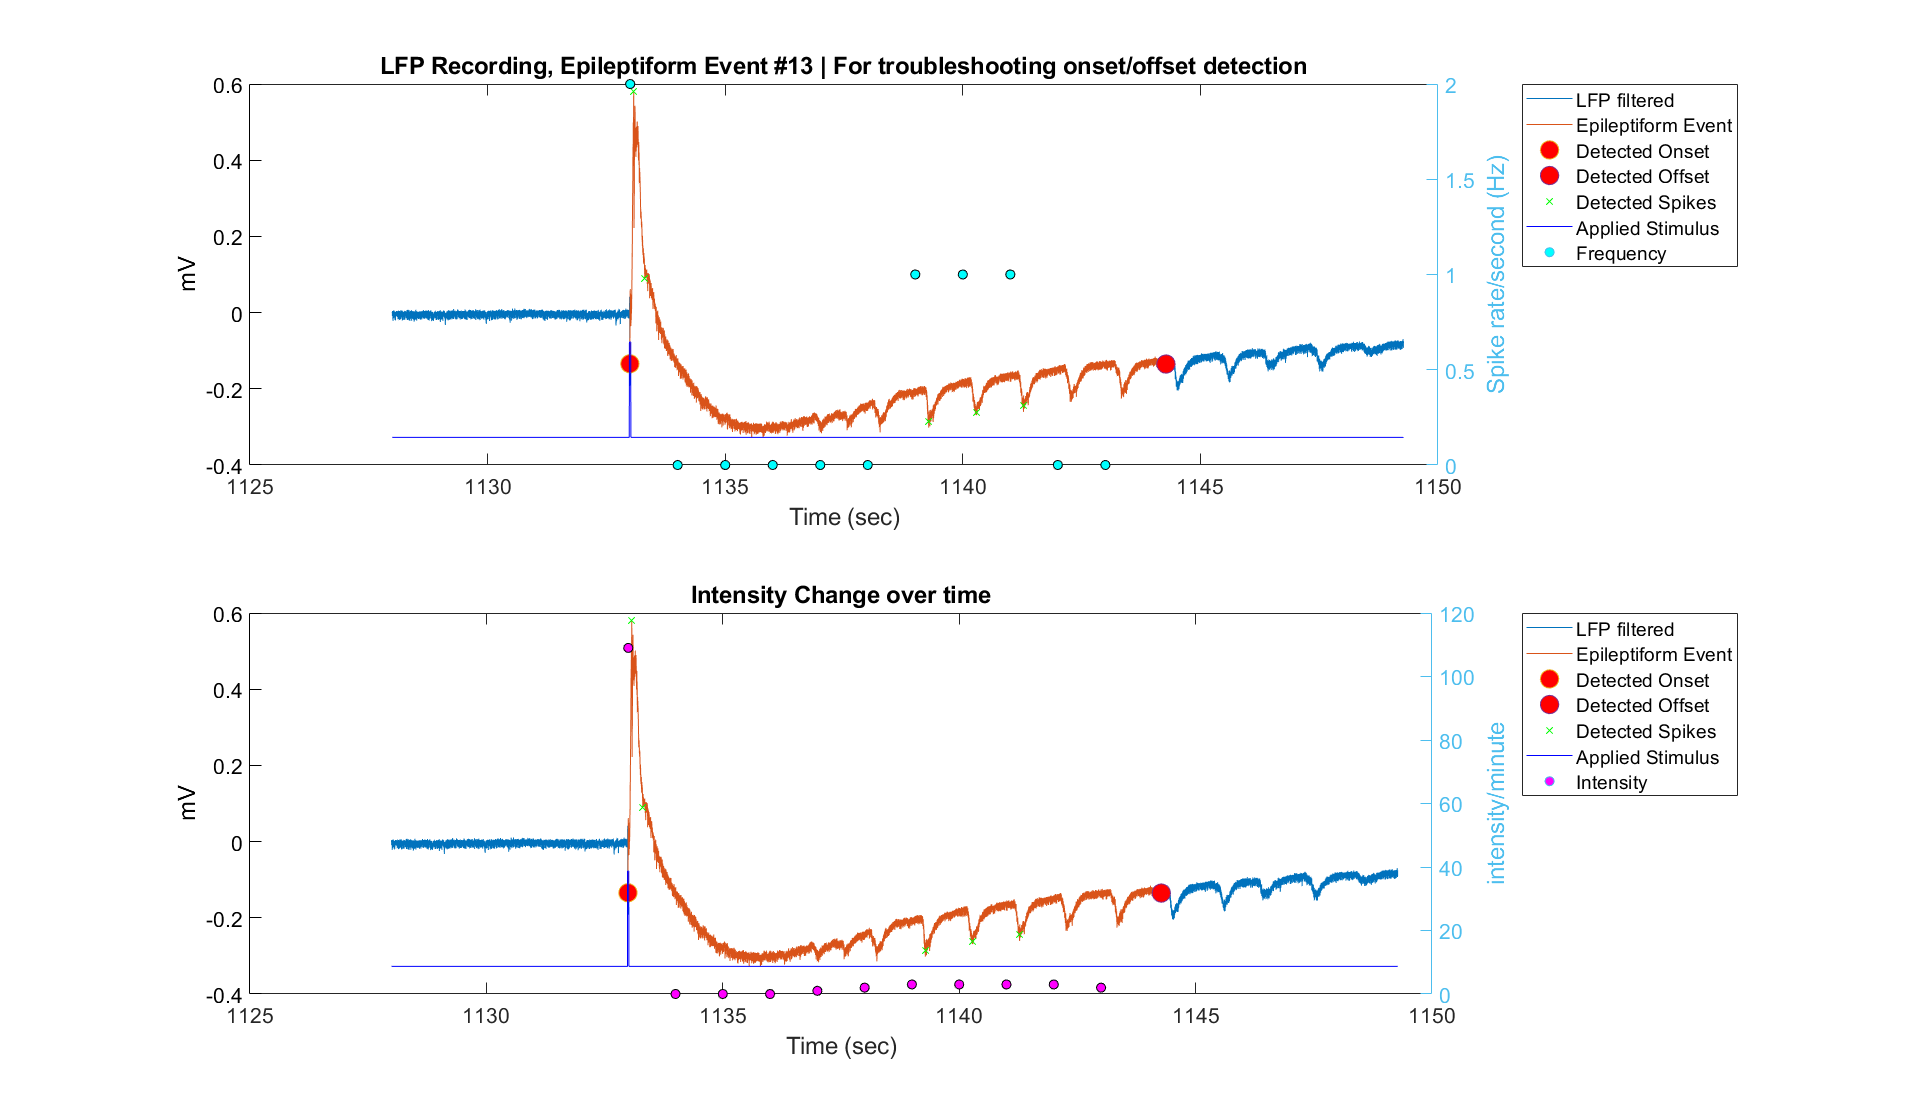 LFP Recording, Epileptiform Event #13 | For troubleshooting onset/offset detection
0.6
0.4
0.2
0
-0.2
-0.4
mV
1125
1130
1135
1140
1145
1150
Time (sec)
2
1.5
1
0.5
0
Spike rate/second (Hz)
LFP filtered
Epileptiform Event
Detected Onset
Detected Offset
Detected Spikes
Applied Stimulus
Frequency
Intensity Change over time
0.6
0.4
0.2
0
-0.2
-0.4
mV
1125
1130
1135
1140
1145
1150
Time (sec)
120
100
80
60
40
20
0
intensity/minute
LFP filtered
Epileptiform Event
Detected Onset
Detected Offset
Detected Spikes
Applied Stimulus
Intensity